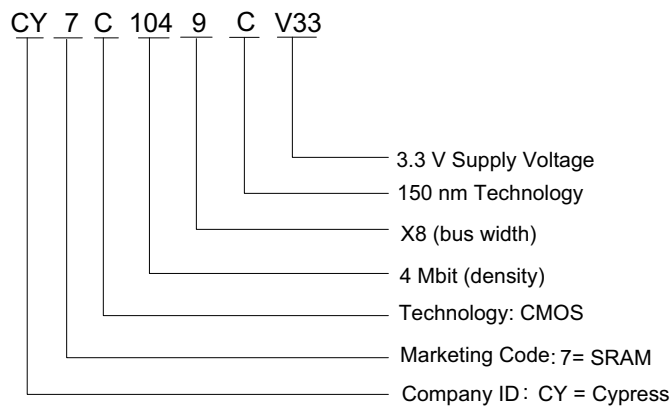 CY 7 C 104 9 C V33
3.3 V Supply Voltage
150 nm Technology
X8 (bus width)
4 Mbit (density)
Technology: CMOS
Marketing Code: 7= SRAM
Company ID: CY = Cypress